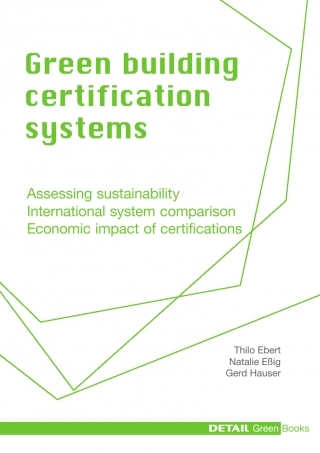 Green building
certification
systems
Assessing sustainability
International system comparison
Economic impact of certifications
Thilo Ebert
Natalie Eßig
Gerd Hauser
DETAIL Green Books